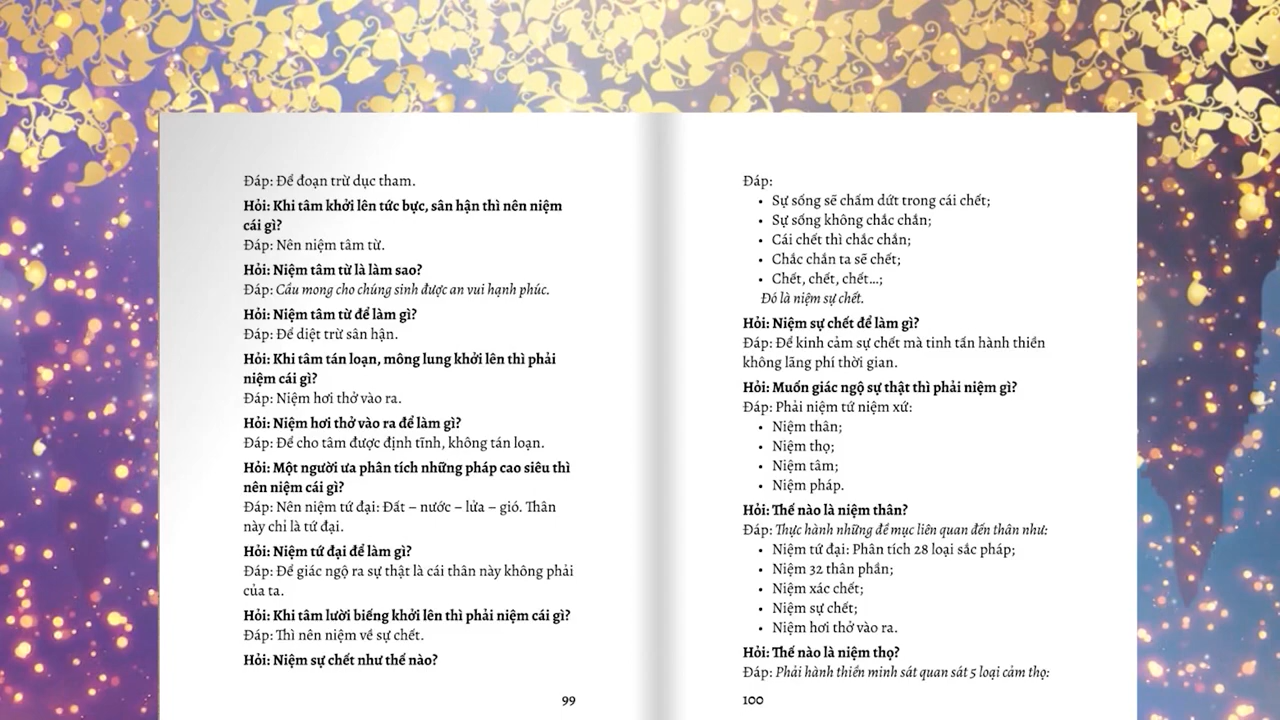 Đáp: Để đoạn trừ dục tham.
Hỏi: Khi tâm khởi lên tức bực, sân hận thì nên niệm
cái gì?
Đáp: Nên niệm tâm từ.
Hỏi: Niệm tâm từ là làm sao?
Đáp: Cầu mong cho chúng sinh được an vui hạnh phúc.
Hỏi: Niệm tâm từ để làm gì?
Đáp: Để diệt trừ sân hận.
Hỏi: Khi tâm tán loạn, mông lung khởi lên thì phải
niệm cái gì?
Đáp: Niệm hơi thở vào ra.
Hỏi: Niệm hơi thở vào ra để làm gì?
Đáp: Để cho tâm được định tĩnh, không tán loạn.
Hỏi: Một người ưa phân tích những pháp cao siêu thì
nên niệm cái gì?
Đáp: Nên niệm tứ đại: Đất – nước – lửa – gió. Thân
này chỉ là tứ đại.
Hỏi: Niệm tứ đại để làm gì?
Đáp: Để giác ngộ ra sự thật là cái thân này không phải
của ta.
Hỏi: Khi tâm lười biếng khởi lên thì phải niệm cái gì?
Đáp: Thì nên niệm về sự chết.
Hỏi: Niệm sự chết như thế nào?
99
Đáp:
• Sự sống sẽ chấm dứt trong cái chết;
• Sự sống không chắc chắn;
• Cái chết thì chắc chắn;
• Chắc chắn ta sẽ chết;
• Chết, chết, chết...;
Đó là niệm sự chết.
Hỏi: Niệm sự chết để làm gì?
Đáp: Để kinh cảm sự chết mà tinh tấn hành thiền
không lãng phí thời gian.
Hỏi: Muốn giác ngộ sự thật thì phải niệm gì?
Đáp: Phải niệm tứ niệm xứ:
• Niệm thân;
• Niệm thọ;
• Niệm tâm;
• Niệm pháp.
Hỏi: Thế nào là niệm thân?
Đáp: Thực hành những đề mục liên quan đến thân như:
• Niệm tứ đại: Phân tích 28 loại sắc pháp;
• Niệm 32 thân phần;
• Niệm xác chết;
• Niệm sự chết;
• Niệm hơi thở vào ra.
Hỏi: Thế nào là niệm thọ?
Đáp: Phải hành thiền minh sát quan sát 5 loại cảm thọ:
100